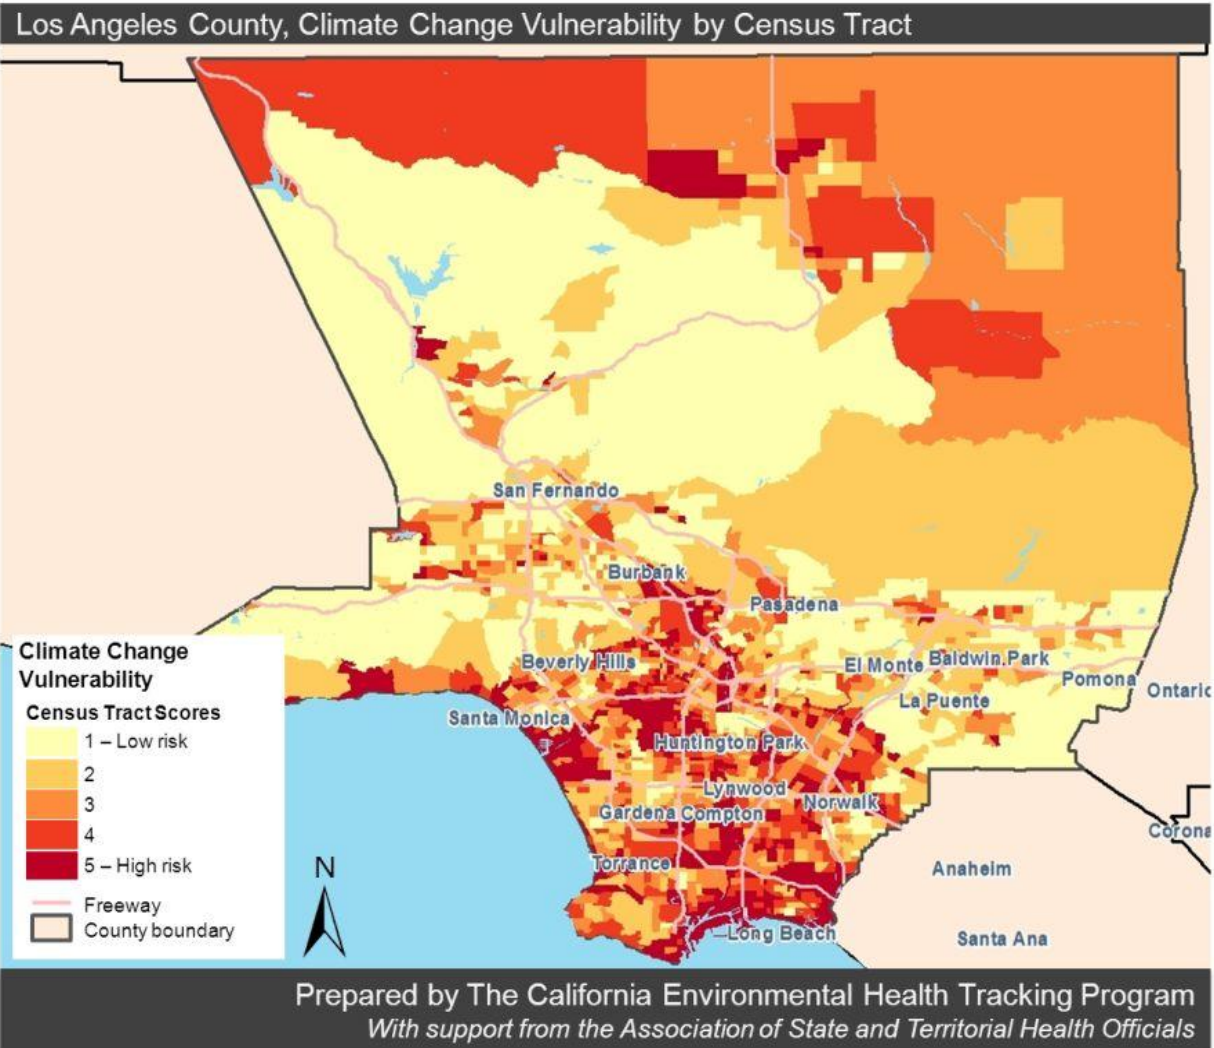 Los Angeles County, Climate Change Vulnerability by Census Tract
San Fernando
Burbank
Pasadena
Beverly Hills
El Monte
Baldwin Park
Pomona
Ontario
La Puente
Santa Monica
Huntington Park
Lynwood
Norwalk
Gardena
Compton
Corona
Torrance
Anaheim
Long Beach
Santa Ana
Climate Change
Vulnerability
Census Tract Scores
1 – Low risk
2
3
4
5 – High risk
Freeway
County boundary
N
Prepared by The California Environmental Health Tracking Program
With support from the Association of State and Territorial Health Officials